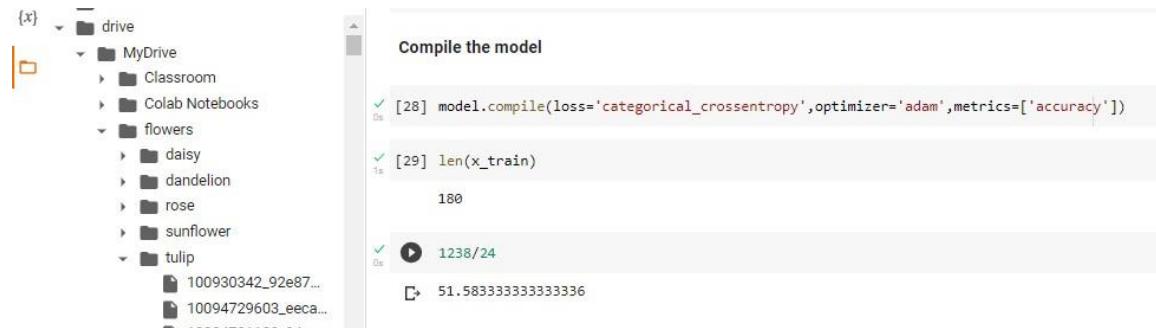 {x}
drive
MyDrive
Classroom
Colab Notebooks
flowers
daisy
dandelion
rose
sunflower
tulip
100930342_92e87...
10094729603_eeca...
Compile the model
[28] model.compile(loss='categorical_crossentropy',optimizer='adam',metrics=['accuracy'])
0s
[29] len(x_train)
1s
180
1238/24
0s
51.583333333333336